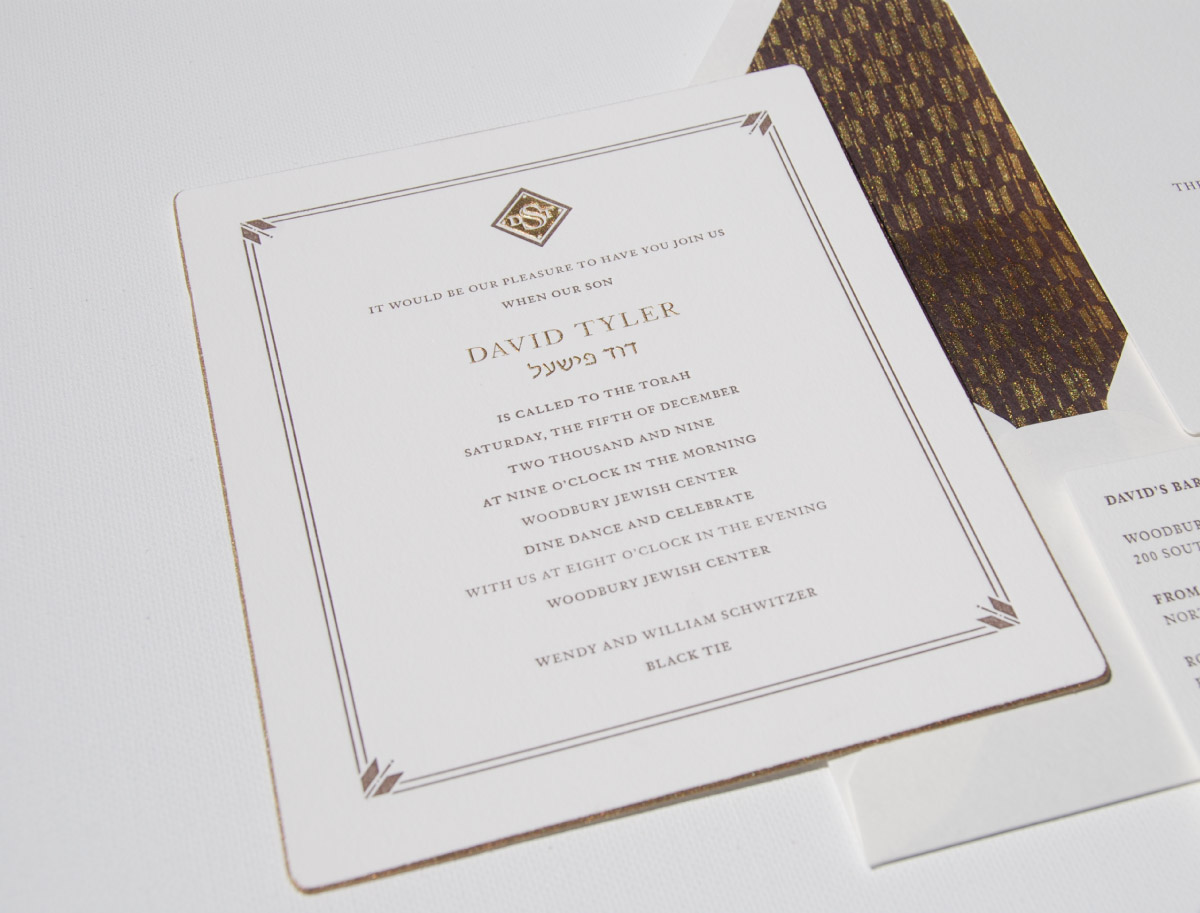 DST
IT WOULD BE OUR PLEASURE TO HAVE YOU JOIN US
WHEN OUR SON
DAVID TYLER
דוד פישעל
IS CALLED TO THE TORAH
SATURDAY, THE FIFTH OF DECEMBER
TWO THOUSAND AND NINE
AT NINE O'CLOCK IN THE MORNING
WOODBURY JEWISH CENTER
DINE DANCE AND CELEBRATE
WITH US AT EIGHT O'CLOCK IN THE EVENING
WOODBURY JEWISH CENTER
WENDY AND WILLIAM SCHWITZER
BLACK TIE
THE
DAVID'S BAR
WOODBUR
200 SOUT
FROM
NOR
RO